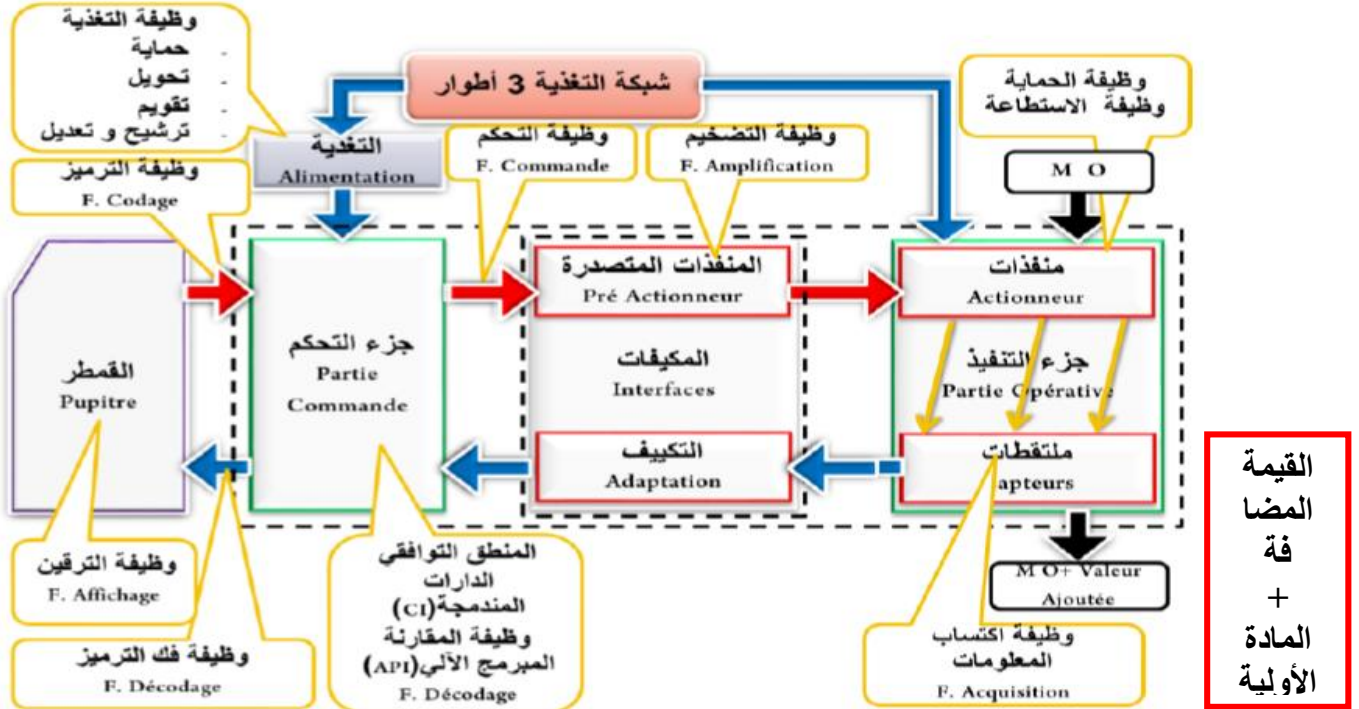 وظيفة التغذية
- حماية
- تحويل
- تقويم
- ترشيح و تعديل
شبكة التغذية 3 أطوار
وظيفة الحماية
وظيفة الاستطاعة
التغدية
Alimentation
وظيفة التحكم
F. Commande
وظيفة التضخيم
F. Amplification
M O
وظيفة الترميز
F. Codage
القمطر
Pupitre
جزء التحكم
Partie
Commande
المنفذات المتصدرة
Pré Actionneur
المكيفات
Interfaces
التكييف
Adaptation
منفذات
Actionneur
جزء التنفيذ
Partie Opérative
ملتقطات
apteurs
M O+ Valeur
Ajoutée
وظيفة الترقين
F. Affichage
وظيفة فك الترميز
F. Décodage
المنطق التوافقي
الدارات
المندمجة(CI)
وظيفة المقارنة
المبرمج الآلي(API)
F. Décodage
وظيفة اكتساب
المعلومات
F. Acquisition
القيمة
المضا
فة
+
المادة
الأولية